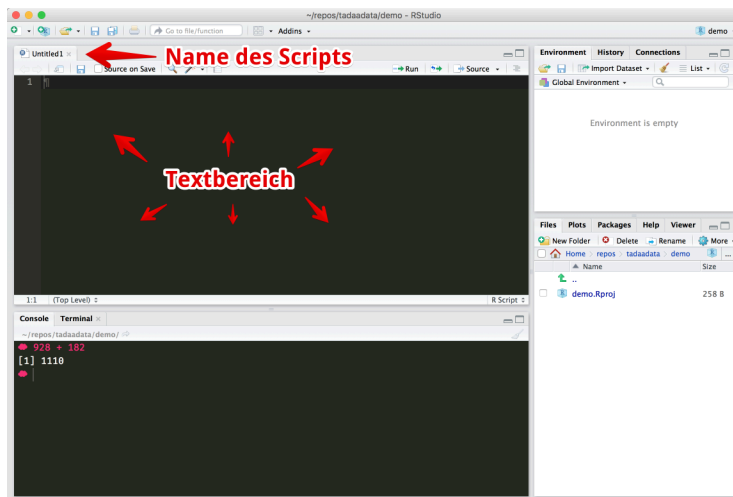 ~/repos/tadaadata/demo - RStudio
Go to file/function
Addins
demo
Untitled1
Name des Scripts
Source on Save
Run
Source
1
Textbereich
1:1 (Top Level)
R Script
Console Terminal
~/repos/tadaadata/demo/
928 + 182
[1] 1110
Environment History Connections
Import Dataset
List
Global Environment
Environment is empty
Files Plots Packages Help Viewer
New Folder Delete Rename More
Home repos tadaadata demo ...
Name Size
..
demo.Rproj 258 B